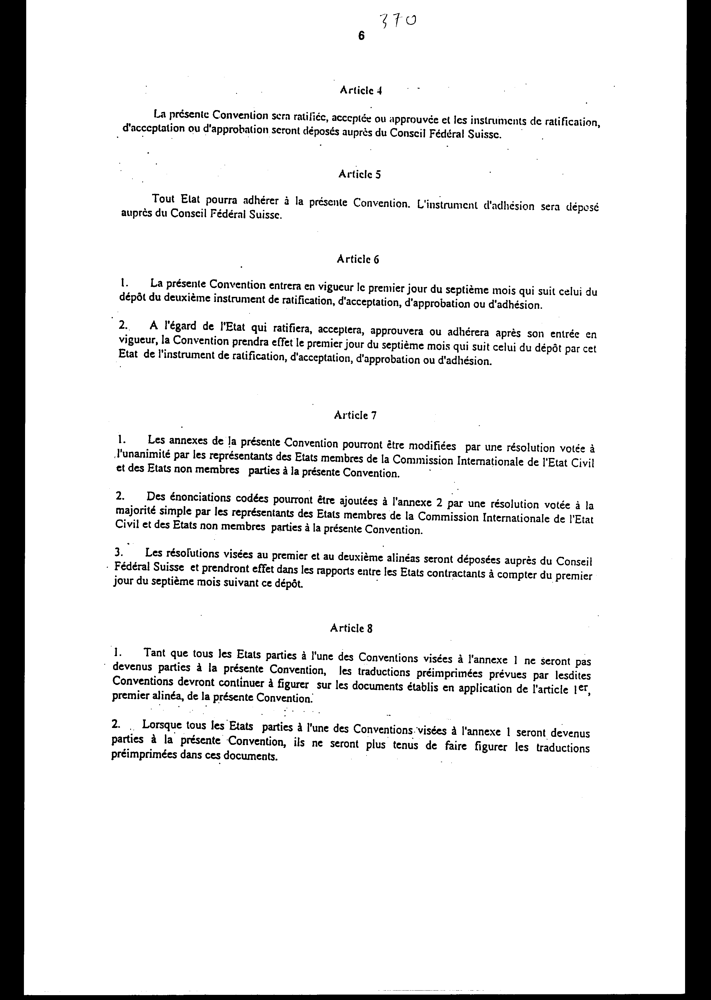 370
6
Article 4
La présente Convention sera ratifiée, acceptée ou approuvée et les instruments de ratification,
d'acceptation ou d'approbation seront déposés auprès du Conseil Fédéral Suisse.
Article 5
Tout Etat pourra adhérer à la présente Convention. L'instrument d'adhésion sera déposé
auprès du Conseil Fédéral Suisse.
Article 6
1. La présente Convention entrera en vigueur le premier jour du septième mois qui suit celui du
dépôt du deuxième instrument de ratification, d'acceptation, d'approbation ou d'adhésion.
2. A l'égard de l'Etat qui ratifiera, acceptera, approuvera ou adhérera après son entrée en
vigueur, la Convention prendra effet le premier jour du septième mois qui suit celui du dépôt par cet
Etat de l'instrument de ratification, d'acceptation, d'approbation ou d'adhésion.
Article 7
1. Les annexes de la présente Convention pourront être modifiées par une résolution votée à
l'unanimité par les représentants des Etats membres de la Commission Internationale de l'Etat Civil
et des Etats non membres parties à la présente Convention.
2. Des énonciations codées pourront être ajoutées à l'annexe 2 par une résolution votée à la
majorité simple par les représentants des Etats membres de la Commission Internationale de l'Etat
Civil et des Etats non membres parties à la présente Convention.
3. Les résolutions visées au premier et au deuxième alinéas seront déposées auprès du Conseil
Fédéral Suisse et prendront effet dans les rapports entre les Etats contractants à compter du premier
jour du septième mois suivant ce dépôt.
Article 8
1. Tant que tous les Etats parties à l'une des Conventions visées à l'annexe 1 ne seront pas
devenus parties à la présente Convention, les traductions préimprimées prévues par lesdites
Conventions devront continuer à figurer sur les documents établis en application de l'article 1er,
premier alinéa, de la présente Convention.
2. Lorsque tous les Etats parties à l'une des Conventions visées à l'annexe 1 seront devenus
parties à la présente Convention, ils ne seront plus tenus de faire figurer les traductions
préimprimées dans ces documents.